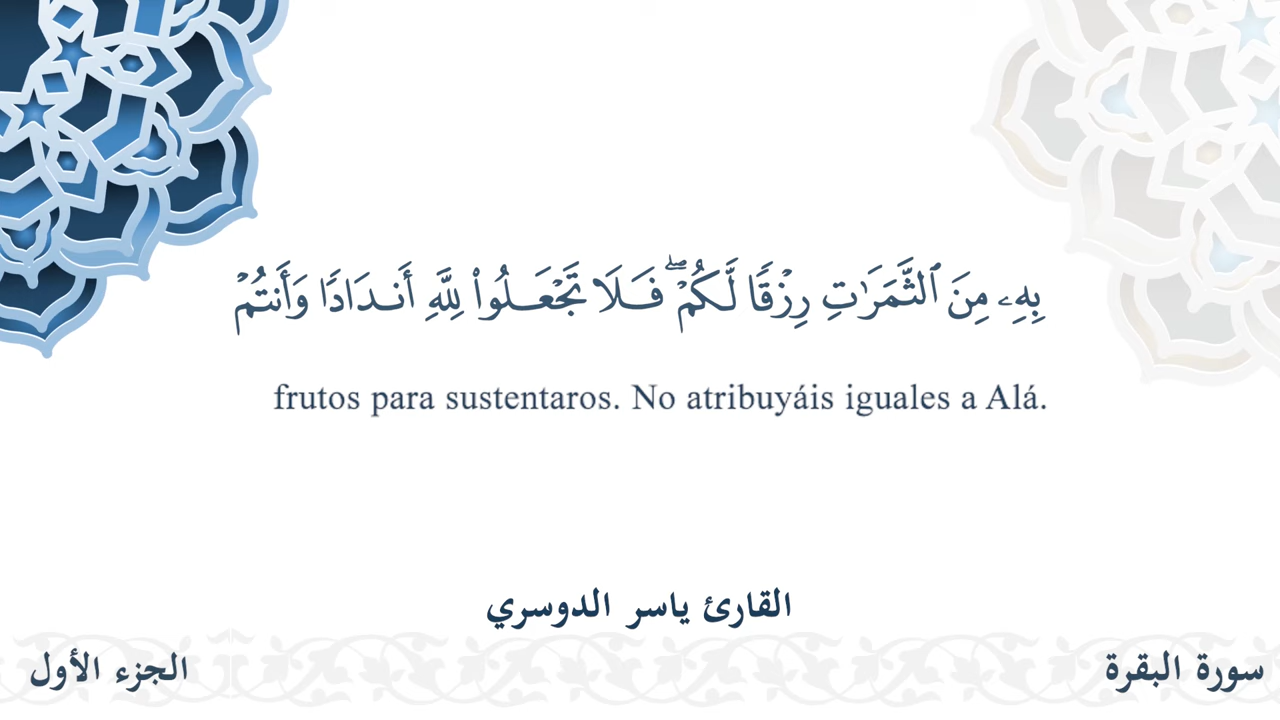 بِهِۦ مِنَ ٱلثَّمَرَٰتِ رِزْقًا لَّكُمْ ۖ فَلَا تَجْعَلُوا۟ لِلَّهِ أَندَادًا وَأَنتُمْ
frutos para sustentaros. No atribuyáis iguales a Alá.
القارئ ياسر الدوسري
سورة البقرة
الجزء الأول